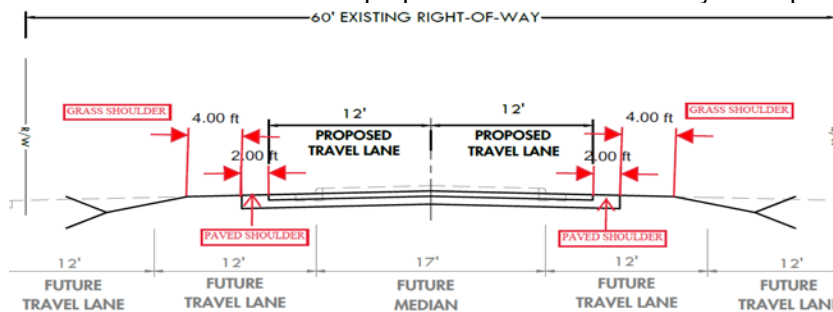 60' EXISTING RIGHT-OF-WAY
GRASS SHOULDER
GRASS SHOULDER
4.00 ft
12'
12'
4.00 ft
R/W
PROPOSED
TRAVEL LANE
PROPOSED
TRAVEL LANE
2.00 ft
2.00 ft
PAVED SHOULDER
PAVED SHOULDER
12'
12'
17'
12'
12'
FUTURE
TRAVEL LANE
FUTURE
TRAVEL LANE
FUTURE
MEDIAN
FUTURE
TRAVEL LANE
FUTURE
TRAVEL LANE